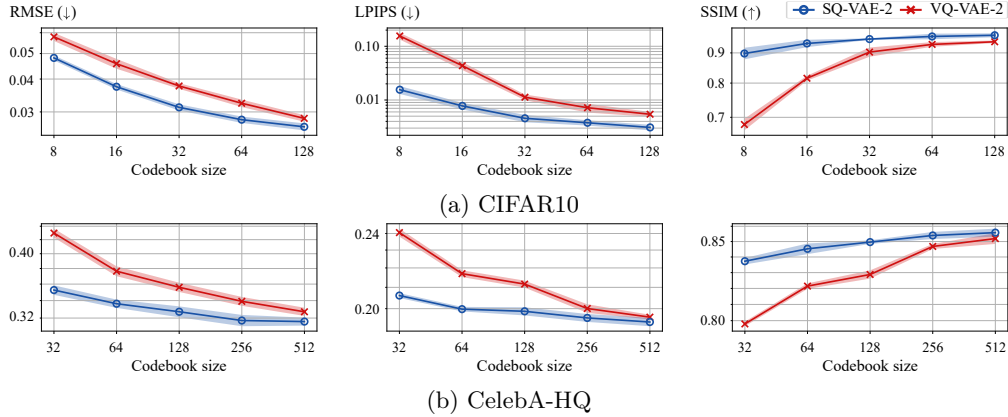 RMSE (↓)
0.05
0.04
0.03
8 16 32 64 128
Codebook size
LPIPS (↓)
0.10
0.01
8 16 32 64 128
Codebook size
SSIM (↑)
SQ-VAE-2 VQ-VAE-2
0.9
0.8
0.7
8 16 32 64 128
Codebook size
(a) CIFAR10
0.40
0.32
32 64 128 256 512
Codebook size
0.24
0.20
32 64 128 256 512
Codebook size
0.85
0.80
32 64 128 256 512
Codebook size
(b) CelebA-HQ